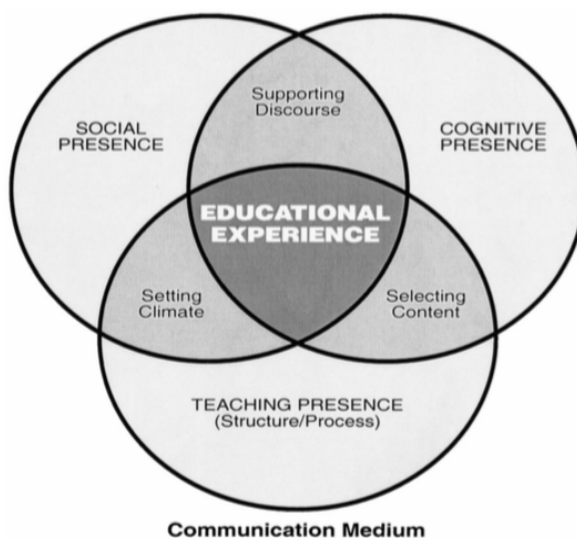 Supporting
Discourse
SOCIAL
PRESENCE
COGNITIVE
PRESENCE
EDUCATIONAL
EXPERIENCE
Setting
Climate
Selecting
Content
TEACHING PRESENCE
(Structure/Process)
Communication Medium